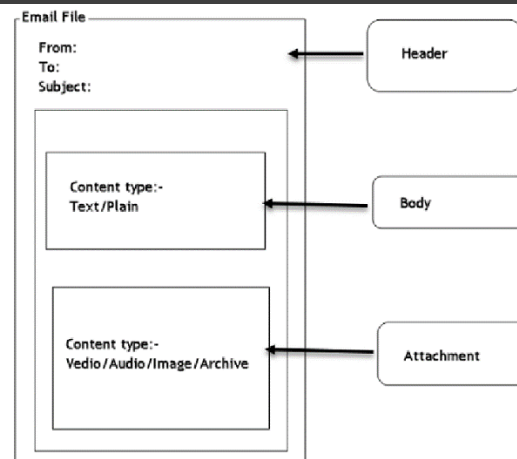 Email File
From:
To:
Subject:
Header
Content type:-
Text/Plain
Body
Content type:-
Vedio/Audio/Image/Archive
Attachment